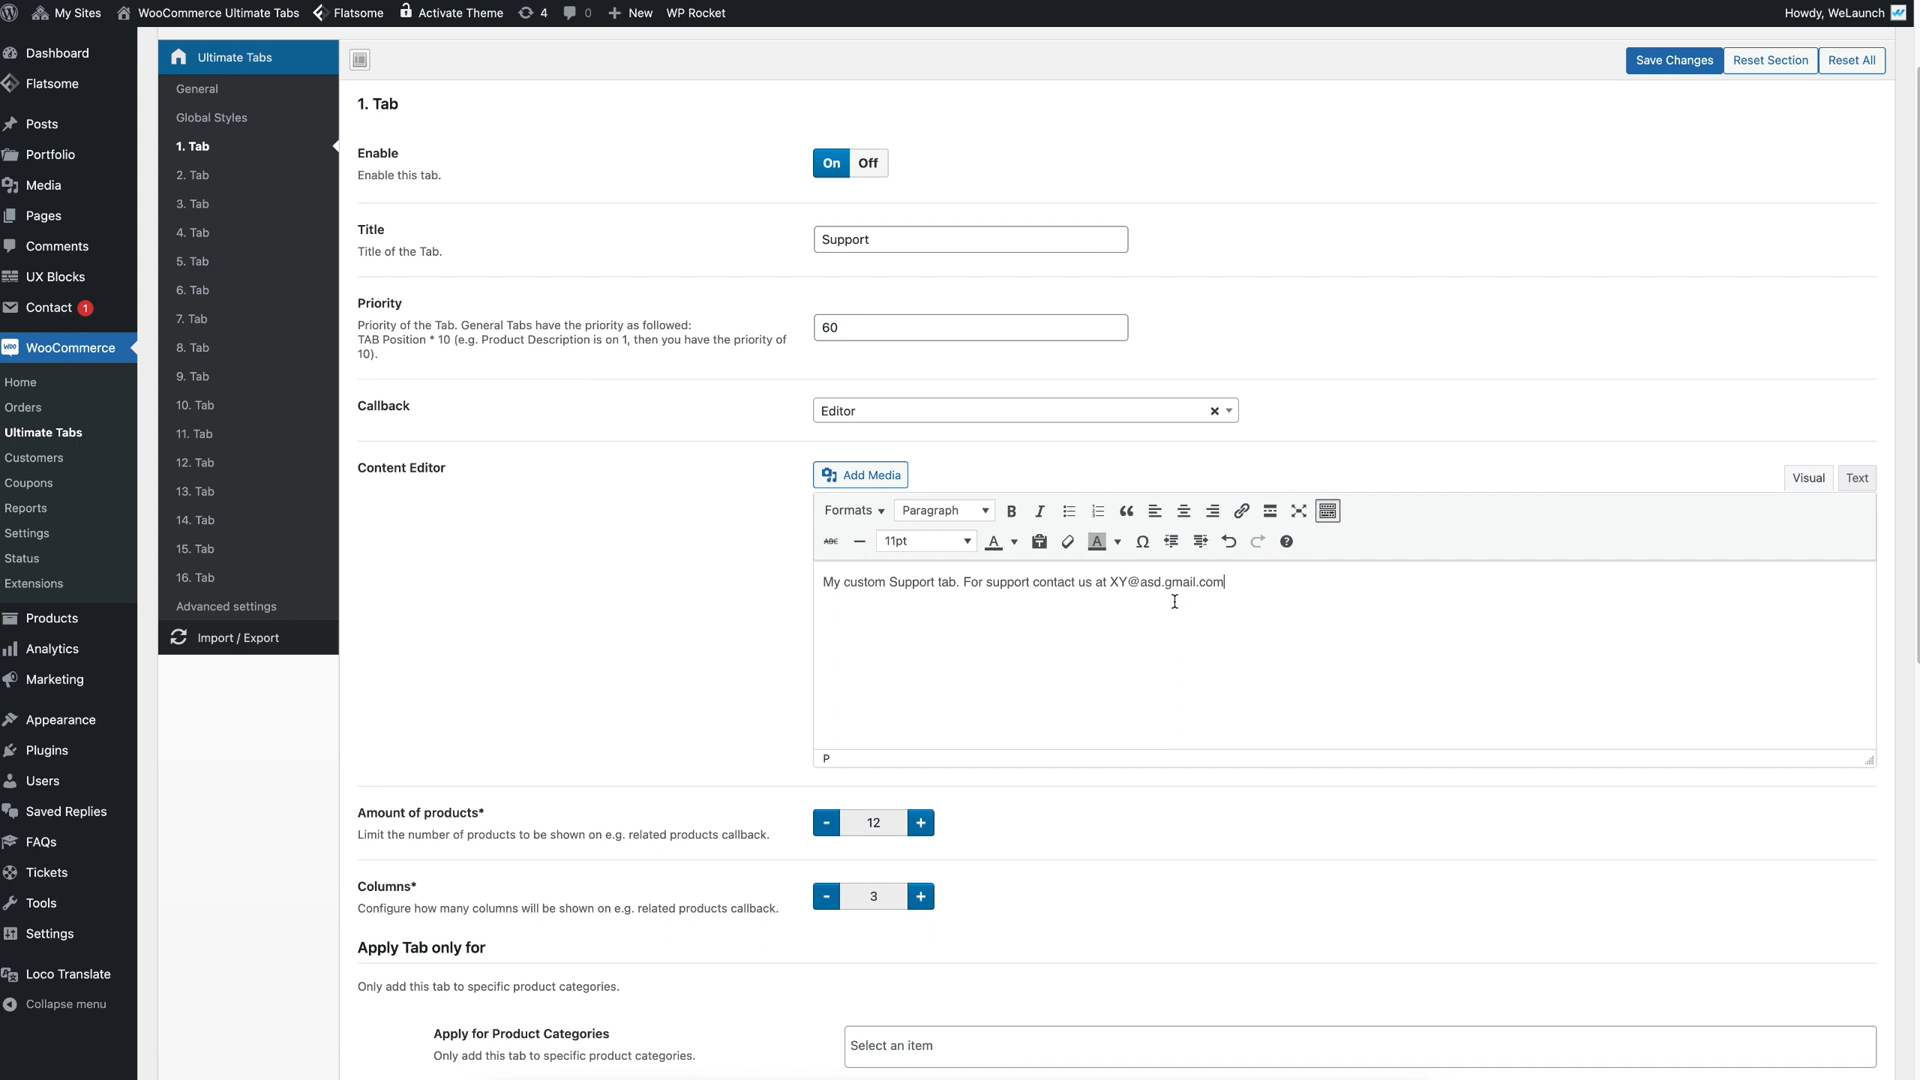 My Sites
WooCommerce Ultimate Tabs
Flatsome
Activate Theme
4
0
New
WP Rocket
Howdy, WeLaunch
Dashboard
Flatsome
Posts
Portfolio
Media
Pages
Comments
UX Blocks
Contact 1
WooCommerce
Home
Orders
Ultimate Tabs
Customers
Coupons
Reports
Settings
Status
Extensions
Products
Analytics
Marketing
Appearance
Plugins
Users
Saved Replies
FAQs
Tickets
Tools
Settings
Loco Translate
Collapse menu
Ultimate Tabs
General
Global Styles
1. Tab
2. Tab
3. Tab
4. Tab
5. Tab
6. Tab
7. Tab
8. Tab
9. Tab
10. Tab
11. Tab
12. Tab
13. Tab
14. Tab
15. Tab
16. Tab
Advanced settings
Import / Export
Save Changes
Reset Section
Reset All
1. Tab
Enable
Enable this tab.
On Off
Title
Title of the Tab.
Support
Priority
Priority of the Tab. General Tabs have the priority as followed:
TAB Position * 10 (e.g. Product Description is on 1, then you have the priority of
10).
60
Callback
Editor
Content Editor
Add Media
Visual
Text
Formats
Paragraph
B I
ABC
11pt
A
A
Ω
My custom Support tab. For support contact us at XY@asd.gmail.com
P
Amount of products*
Limit the number of products to be shown on e.g. related products callback.
- 12 +
Columns*
Configure how many columns will be shown on e.g. related products callback.
- 3 +
Apply Tab only for
Only add this tab to specific product categories.
Apply for Product Categories
Only add this tab to specific product categories.
Select an item